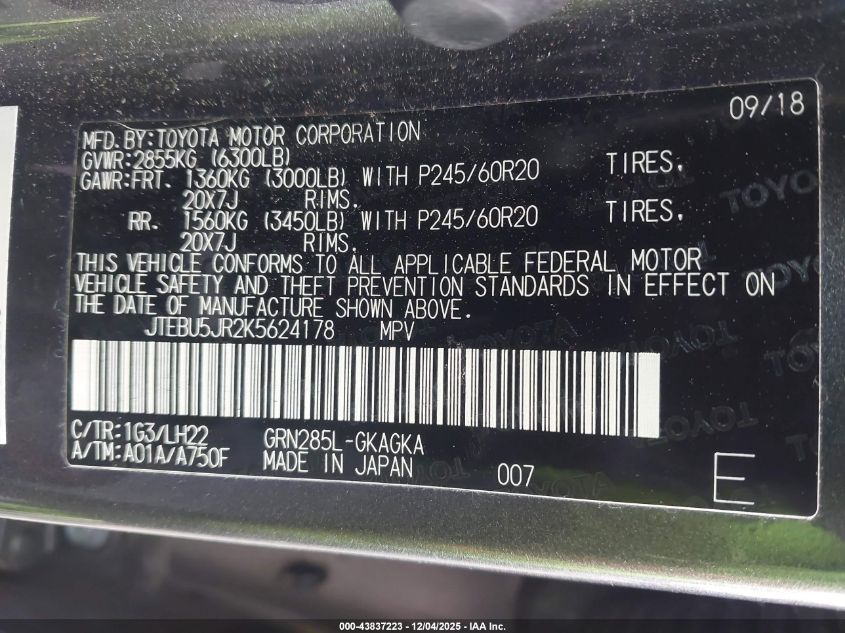 09/18
MFD. BY: TOYOTA MOTOR CORPORATION
GVWR: 2855KG (6300LB)
GAWR: FRT. 1360KG (3000LB) WITH P245/60R20 TIRES,
20X7J RIMS.
RR. 1560KG (3450LB) WITH P245/60R20 TIRES,
20X7J RIMS.
THIS VEHICLE CONFORMS TO ALL APPLICABLE FEDERAL MOTOR
VEHICLE SAFETY AND THEFT PREVENTION STANDARDS IN EFFECT ON
THE DATE OF MANUFACTURE SHOWN ABOVE.
JTEBU5JR2K5624178 MPV
C/TR: 1G3/LH22 GRN285L-GKAGKA
A/TM: A01A/A750F MADE IN JAPAN 007 E
000-43837223 - 12/04/2025 - IAA Inc.